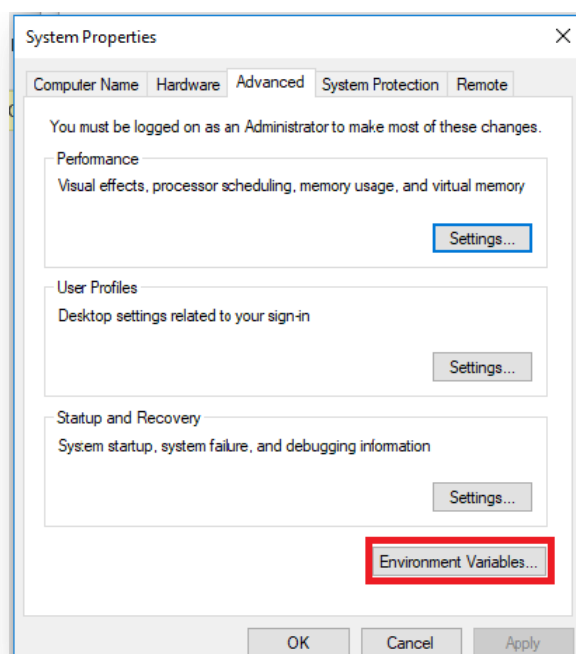 System Properties
Computer Name Hardware Advanced System Protection Remote
You must be logged on as an Administrator to make most of these changes.
Performance
Visual effects, processor scheduling, memory usage, and virtual memory
Settings...
User Profiles
Desktop settings related to your sign-in
Settings...
Startup and Recovery
System startup, system failure, and debugging information
Settings...
Environment Variables...
OK Cancel Apply